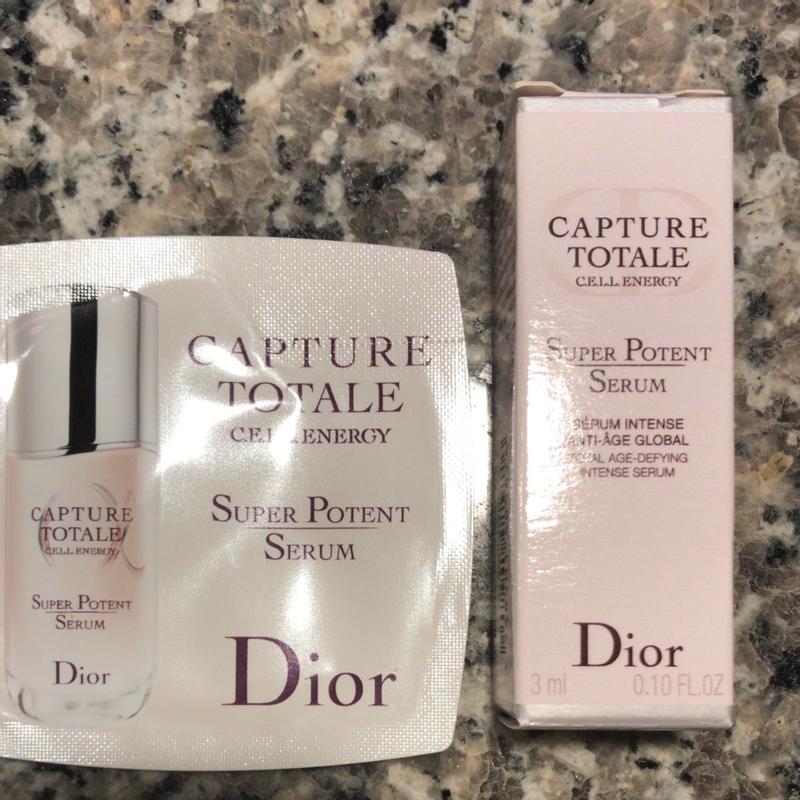 CAPTURE
TOTALE
C.E.L.L. ENERGY
SUPER POTENT
SERUM
Dior
CAPTURE
TOTALE
C.E.L.L. ENERGY
SUPER POTENT
SERUM
Dior
CAPTURE
TOTALE
C.E.L.L. ENERGY
SUPER POTENT
SERUM
SÉRUM INTENSE
ANTI-ÂGE GLOBAL
AGE-DEFYING
INTENSE SERUM
Dior
3 ml 0.10 FL.OZ